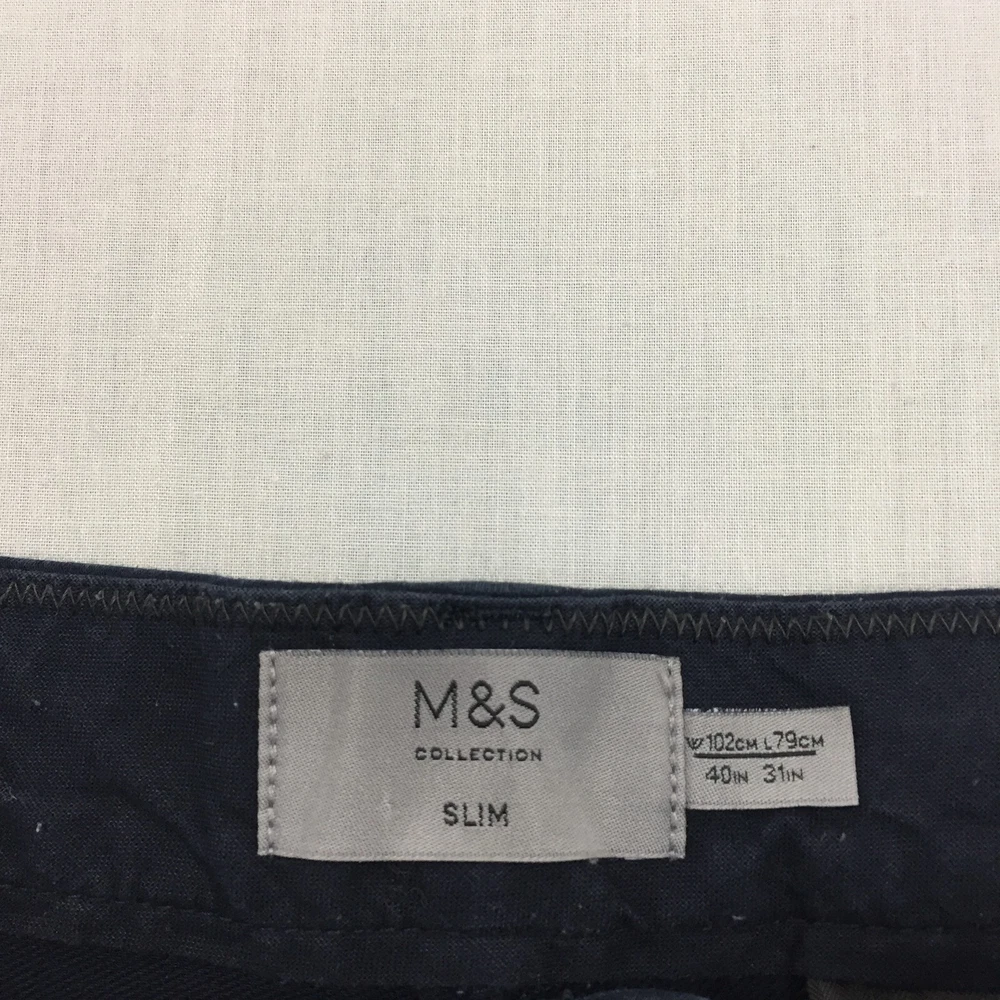 M&S
COLLECTION
SLIM
W 102CM L 79CM
40IN 31IN